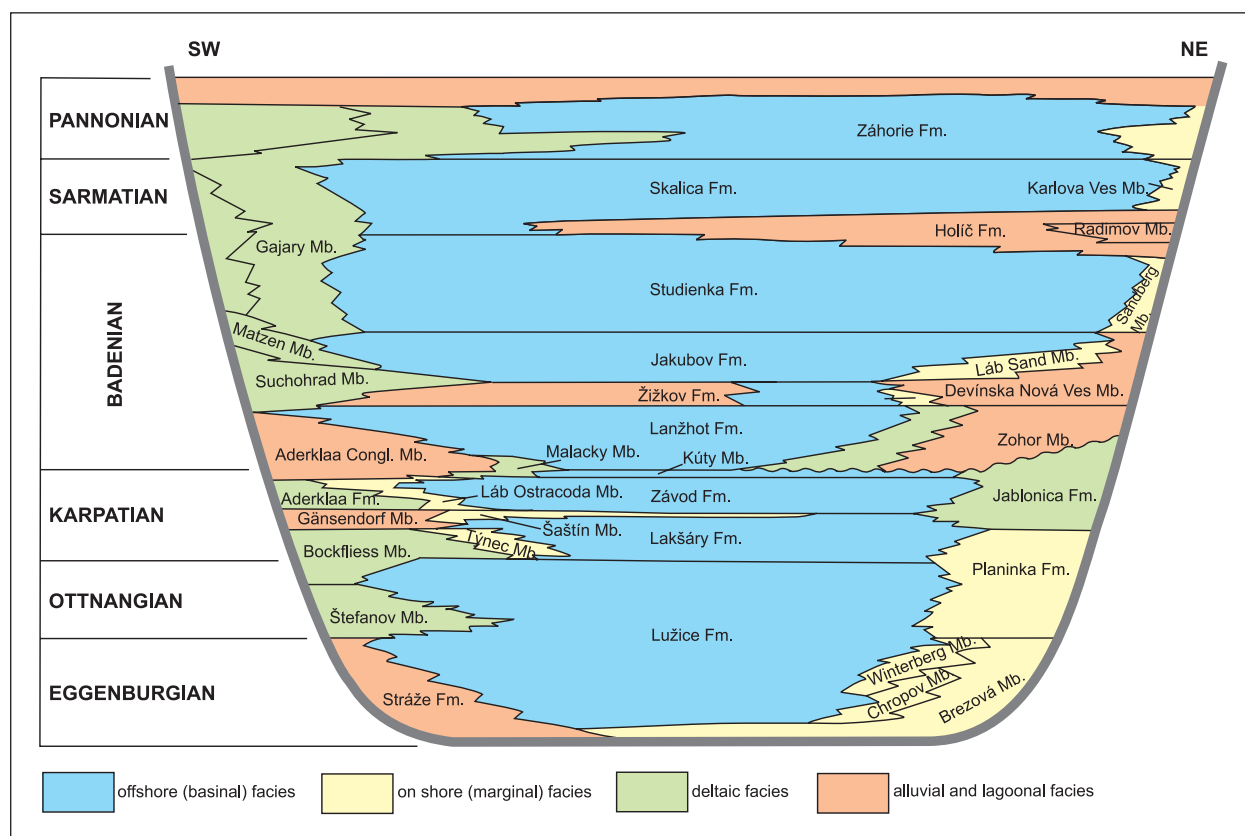 SW
NE
PANNONIAN
Záhorie Fm.
SARMATIAN
Skalica Fm.
Karlova Ves Mb.
Gajary Mb.
Holíč Fm.
Radimov Mb.
BADENIAN
Studienka Fm.
Sandberg
Mb.
Matzen Mb.
Jakubov Fm.
Láb Sand Mb.
Suchohrad Mb.
Žižkov Fm.
Devínska Nová Ves Mb.
Lanžhot Fm.
Zohor Mb.
Aderklaa Congl. Mb.
Malacky Mb.
Kúty Mb.
KARPATIAN
Aderklaa Fm.
Láb Ostracoda Mb.
Závod Fm.
Jablonica Fm.
Gänsendorf Mb.
Šaštín Mb.
Týnec Mb.
Lakšáry Fm.
Bockfliess Mb.
Planinka Fm.
OTTNANGIAN
Štefanov Mb.
Lužice Fm.
EGGENBURGIAN
Stráže Fm.
Winterberg Mb.
Chropov Mb.
Brezová Mb.
offshore (basinal) facies
on shore (marginal) facies
deltaic facies
alluvial and lagoonal facies